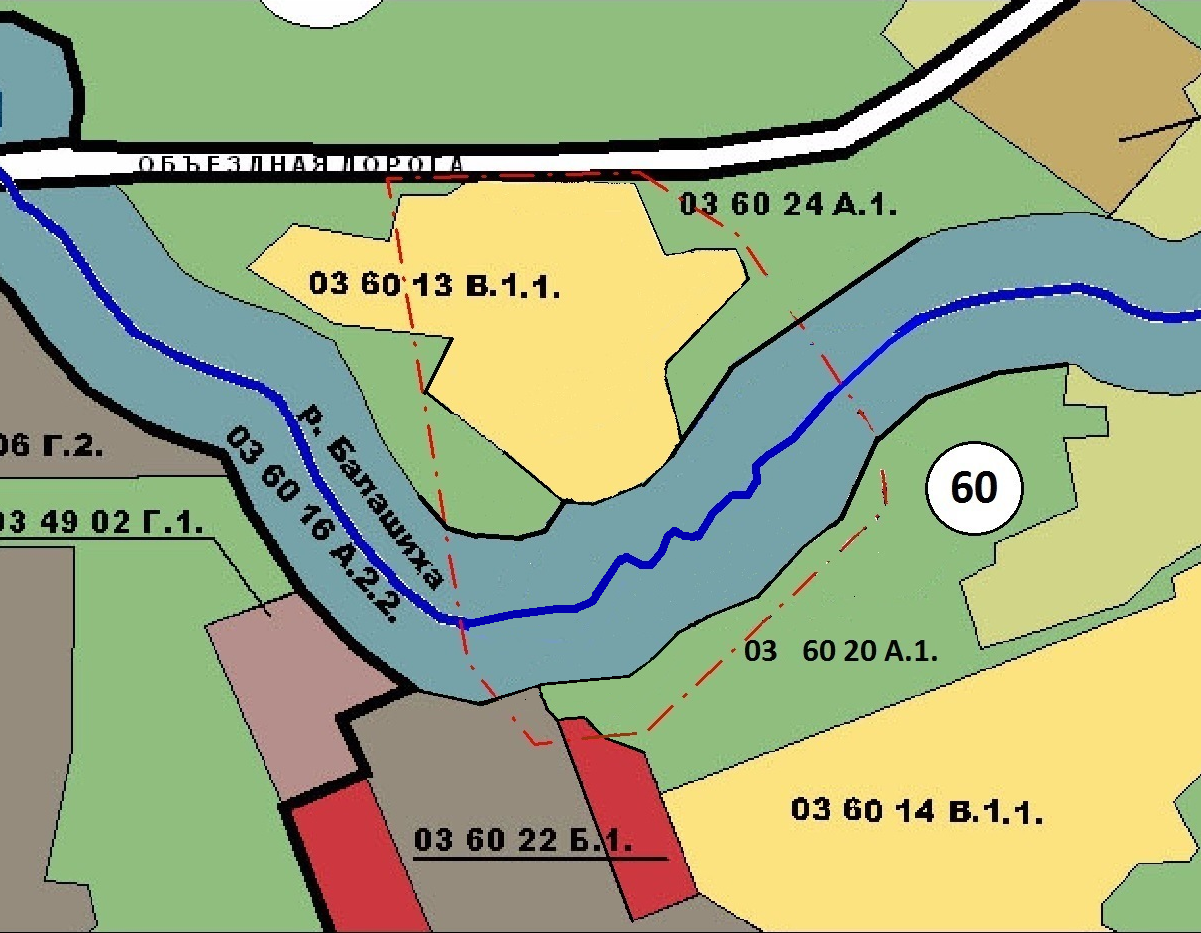 ОБЪЕЗДНАЯ ДОРОГА
03 60 24 А.1.
03 60 13 В.1.1.
р. Балашиха
03 60 16 А.2.2.
06 Г.2.
60
03 49 02 Г.1.
03 60 20 А.1.
03 60 14 В.1.1.
03 60 22 Б.1.